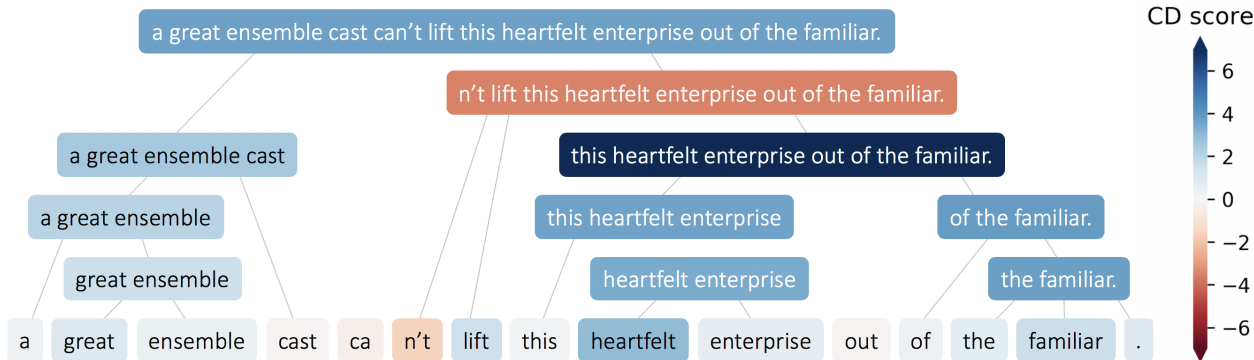 CD score
a great ensemble cast can't lift this heartfelt enterprise out of the familiar.
6
n't lift this heartfelt enterprise out of the familiar.
4
a great ensemble cast
this heartfelt enterprise out of the familiar.
2
0
a great ensemble
this heartfelt enterprise
of the familiar.
−2
great ensemble
heartfelt enterprise
the familiar.
−4
a great ensemble cast ca n't lift this heartfelt enterprise out of the familiar .
−6